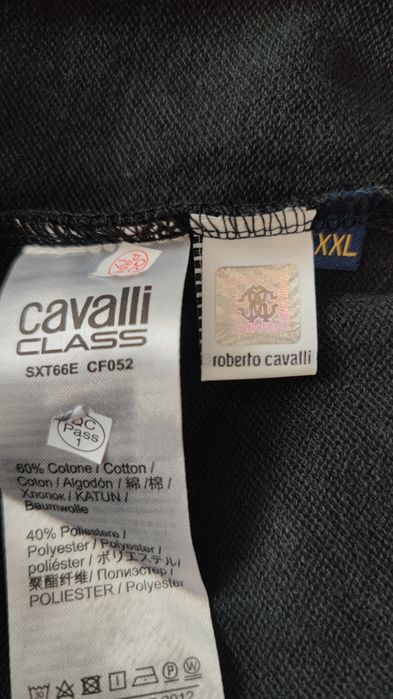 cavalli
CLASS
SXT66E CF052
QC
Pass
1
60% Cotone / Cotton /
Coton / Algodón / 綿 /棉 /
Хлопок / KATUN /
Baumwolle
40% Poliestere /
Polyester / Polyester /
poliéster / ポリエステル/
聚酯纤维/ Полиэстер /
POLIESTER / Polyester
2012
roberto cavalli
XXL